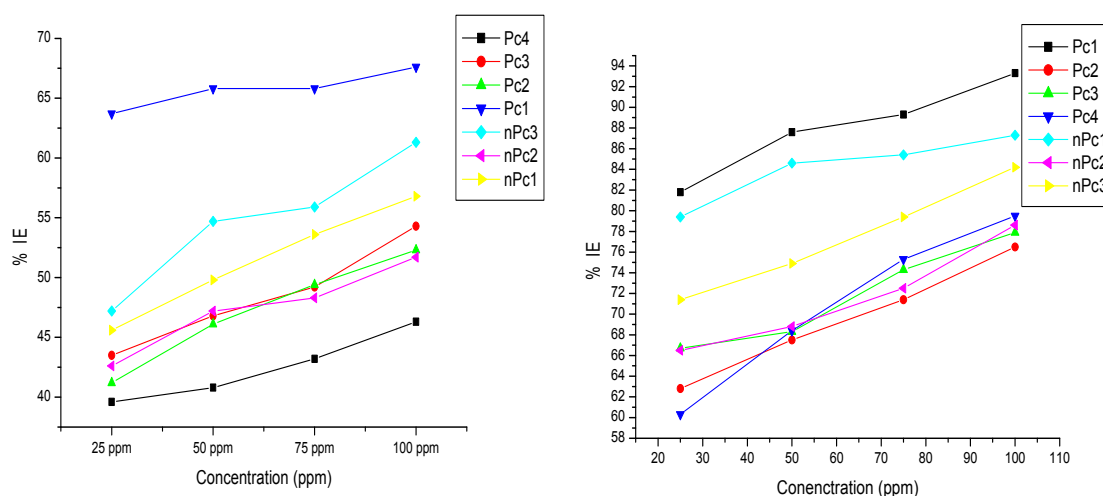 70
65
60
55
50
45
40
% IE
25 ppm
50 ppm
75 ppm
100 ppm
Concentration (ppm)
Pc4
Pc3
Pc2
Pc1
nPc3
nPc2
nPc1
94
92
90
88
86
84
82
80
78
76
74
72
70
68
66
64
62
60
58
% IE
20
30
40
50
60
70
80
90
100
110
Conenctration (ppm)
Pc1
Pc2
Pc3
Pc4
nPc1
nPc2
nPc3